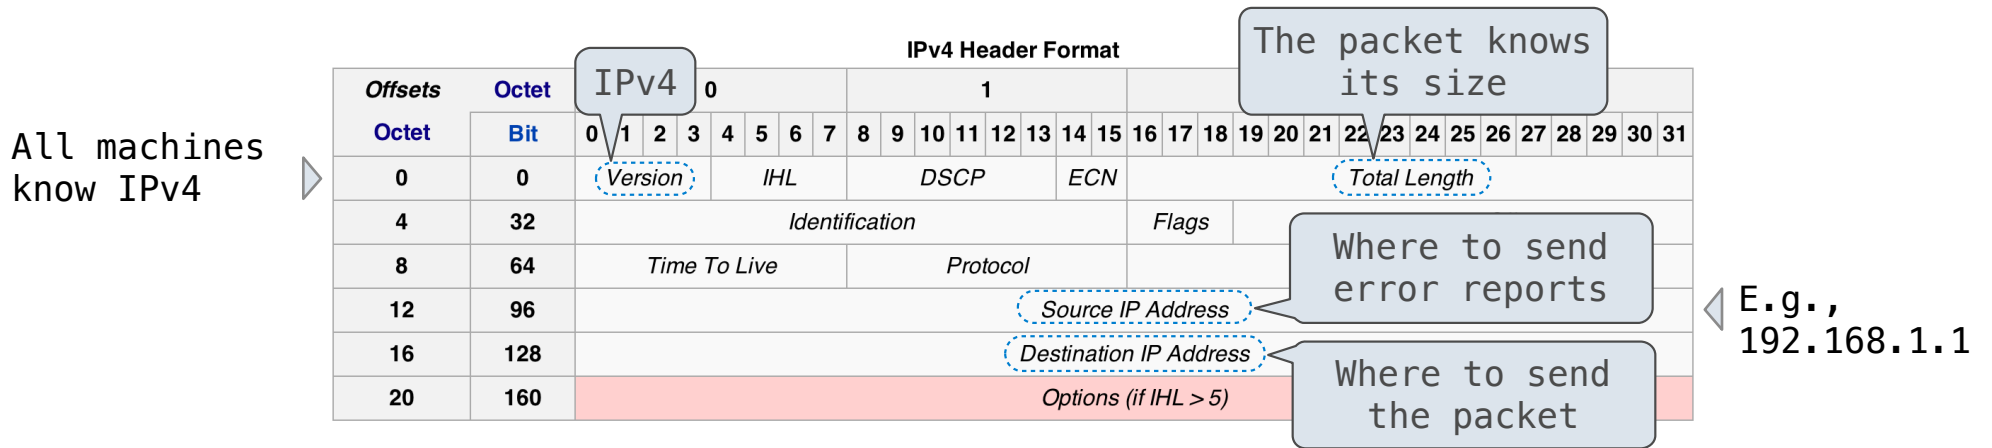 The packet knows
its size
IPv4 Header Format
IPv4
Offsets Octet 0 1
Octet Bit 0 1 2 3 4 5 6 7 8 9 10 11 12 13 14 15 16 17 18 19 20 21 22 23 24 25 26 27 28 29 30 31
All machines
know IPv4
0 0 Version IHL DSCP ECN Total Length
4 32 Identification Flags
Where to send
error reports
8 64 Time To Live Protocol
12 96 Source IP Address
E.g.,
192.168.1.1
16 128 Destination IP Address
Where to send
the packet
20 160 Options (if IHL > 5)